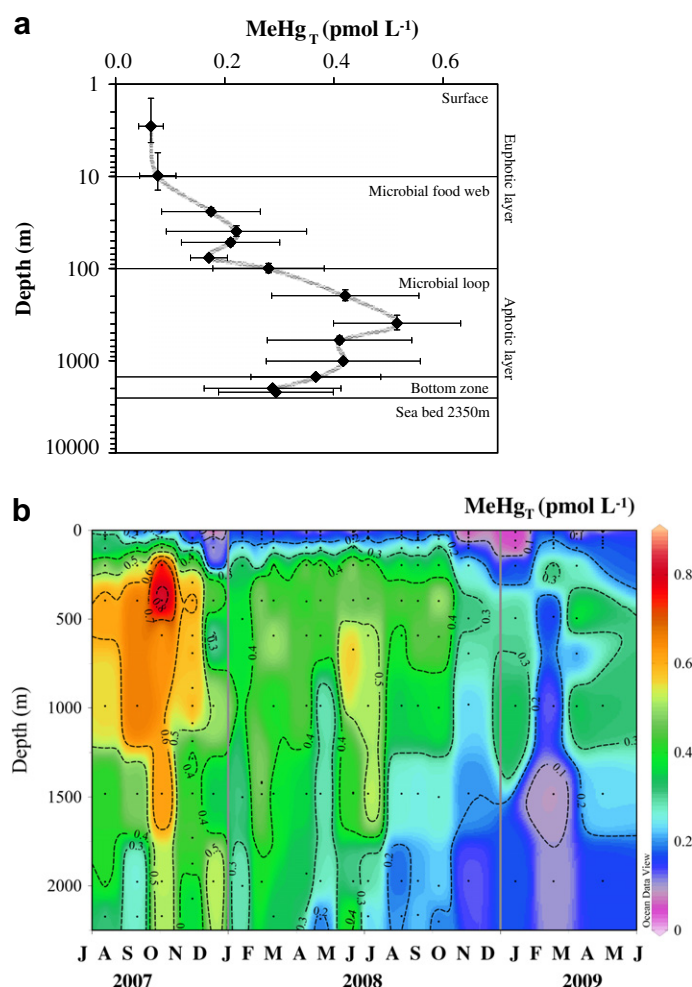 a
MeHg T (pmol L-1)
0.0 0.2 0.4 0.6
1
Surface
10
Microbial food web
100
Microbial loop
1000
Bottom zone
Sea bed 2350m
10000
Depth (m)
Euphotic layer
Aphotic layer
b
MeHgT (pmol L-1)
0
500
1000
1500
2000
Depth (m)
0.8
0.6
0.4
0.2
0
Ocean Data View
J A S O N D J F M A M J J A S O N D J F M A M J
2007 2008 2009